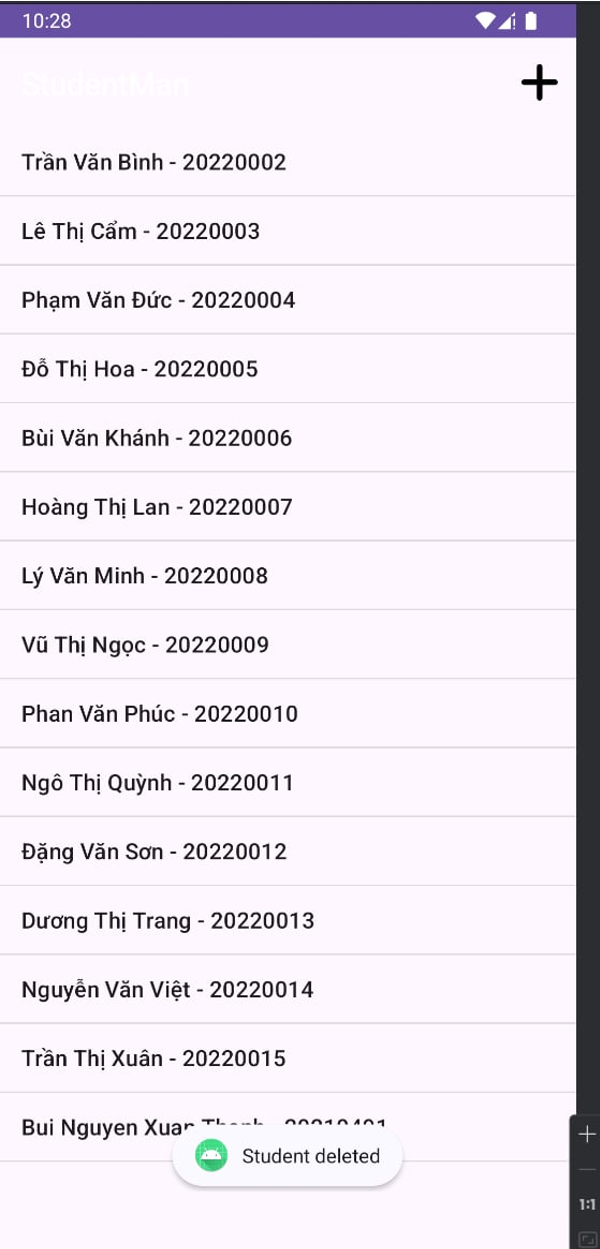 10:28
StudentMan
Trần Văn Bình - 20220002
Lê Thị Cẩm - 20220003
Phạm Văn Đức - 20220004
Đỗ Thị Hoa - 20220005
Bùi Văn Khánh - 20220006
Hoàng Thị Lan - 20220007
Lý Văn Minh - 20220008
Vũ Thị Ngọc - 20220009
Phan Văn Phúc - 20220010
Ngô Thị Quỳnh - 20220011
Đặng Văn Sơn - 20220012
Dương Thị Trang - 20220013
Nguyễn Văn Việt - 20220014
Trần Thị Xuân - 20220015
Bui Nguyen Xuan
Student deleted
1:1